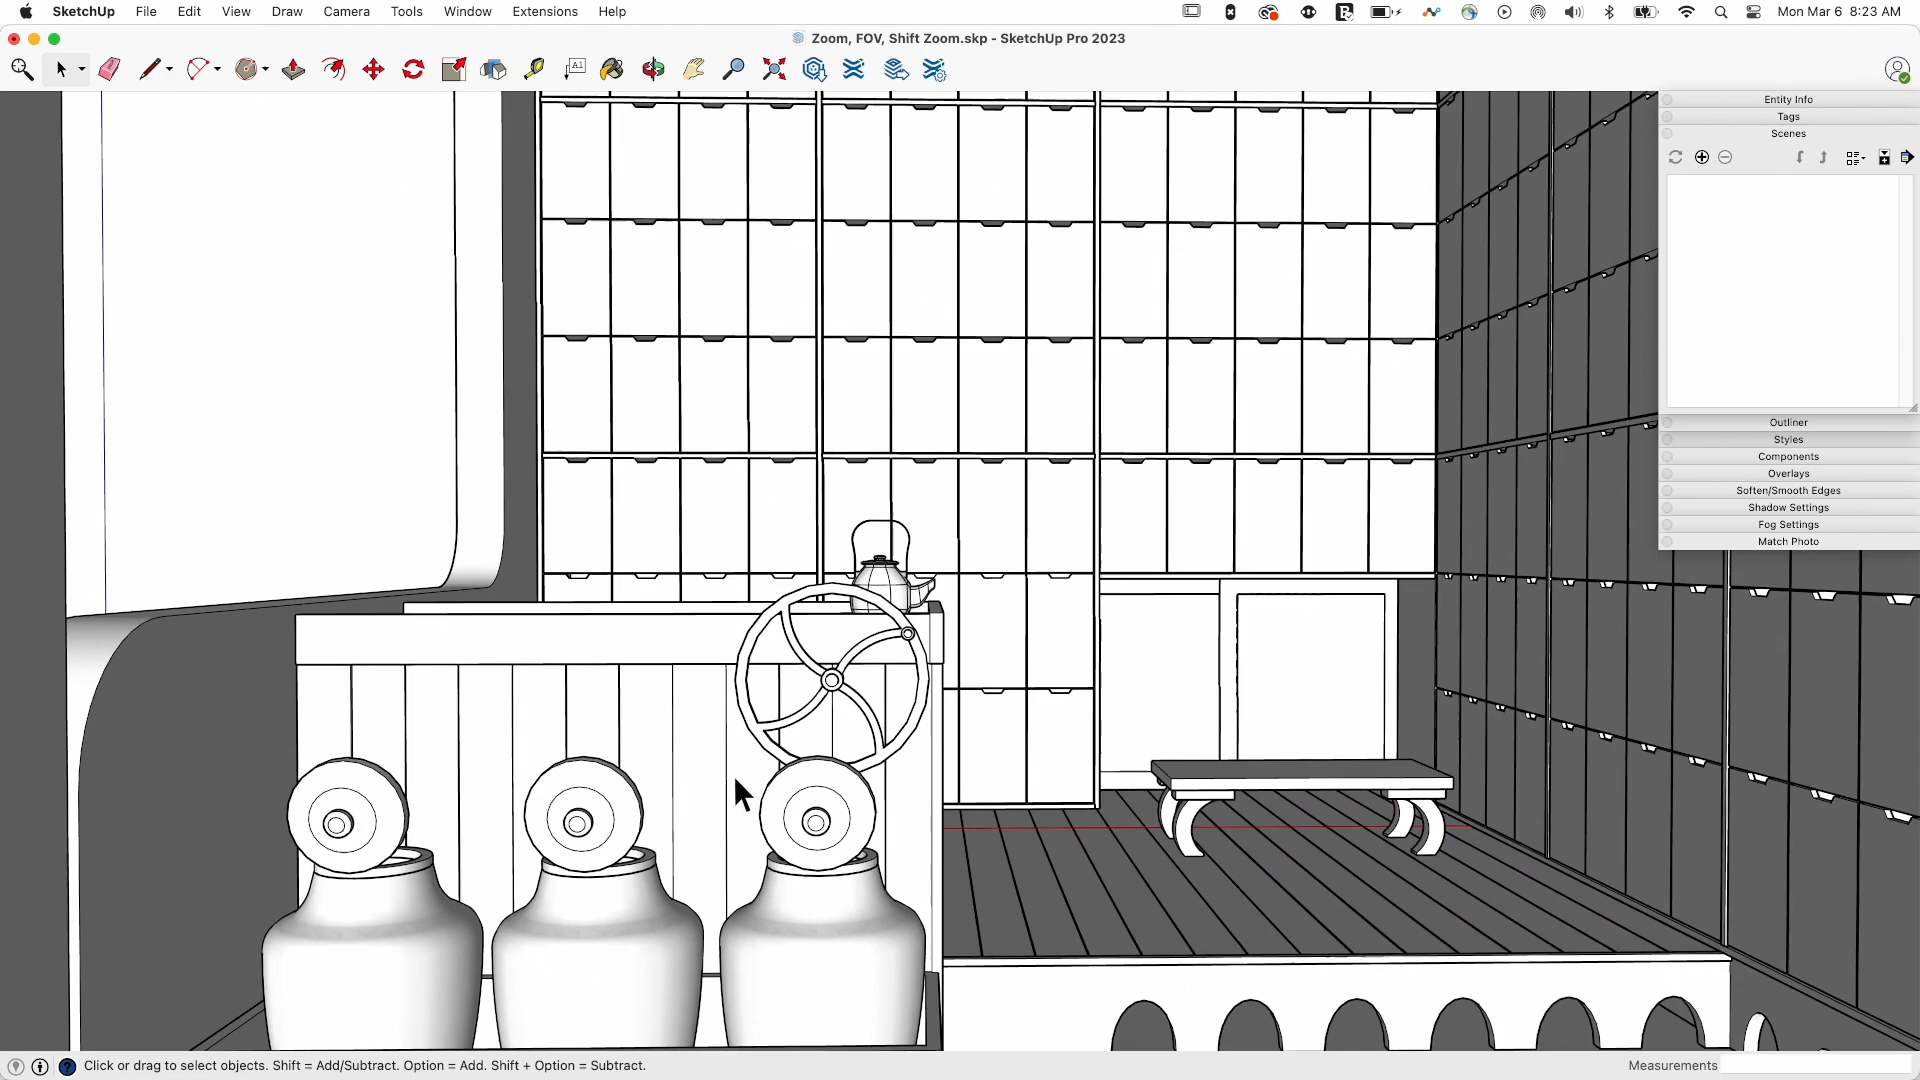 SketchUp File Edit View Draw Camera Tools Window Extensions Help Mon Mar 6 8:23 AM
Zoom, FOV, Shift Zoom.skp - SketchUp Pro 2023
A1
Entity Info
Tags
Scenes
Outliner
Styles
Components
Overlays
Soften/Smooth Edges
Shadow Settings
Fog Settings
Match Photo
Click or drag to select objects. Shift = Add/Subtract. Option = Add. Shift + Option = Subtract. Measurements